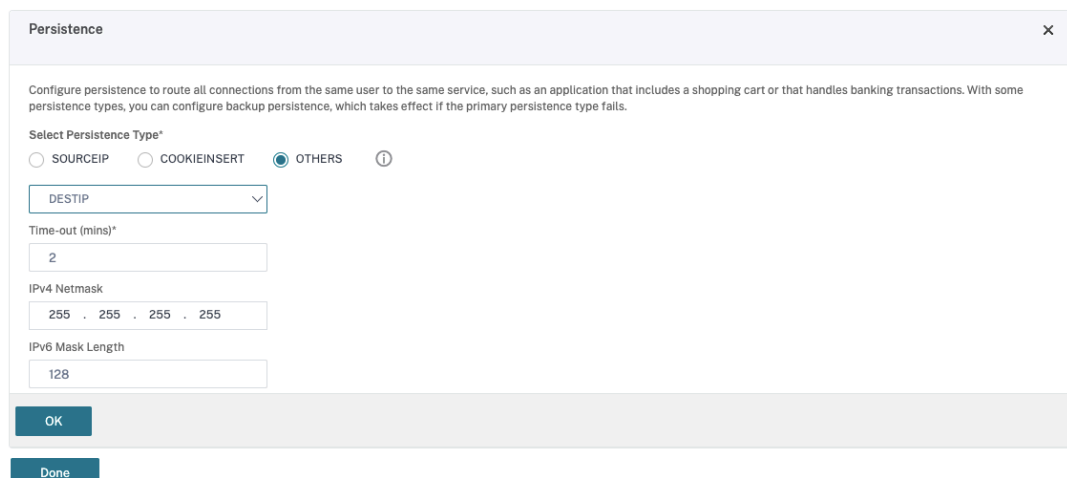 Persistence
Configure persistence to route all connections from the same user to the same service, such as an application that includes a shopping cart or that handles banking transactions. With some
persistence types, you can configure backup persistence, which takes effect if the primary persistence type fails.
Select Persistence Type*
SOURCEIP COOKIEINSERT OTHERS
DESTIP
Time-out (mins)*
2
IPv4 Netmask
255 . 255 . 255 . 255
IPv6 Mask Length
128
OK
Done